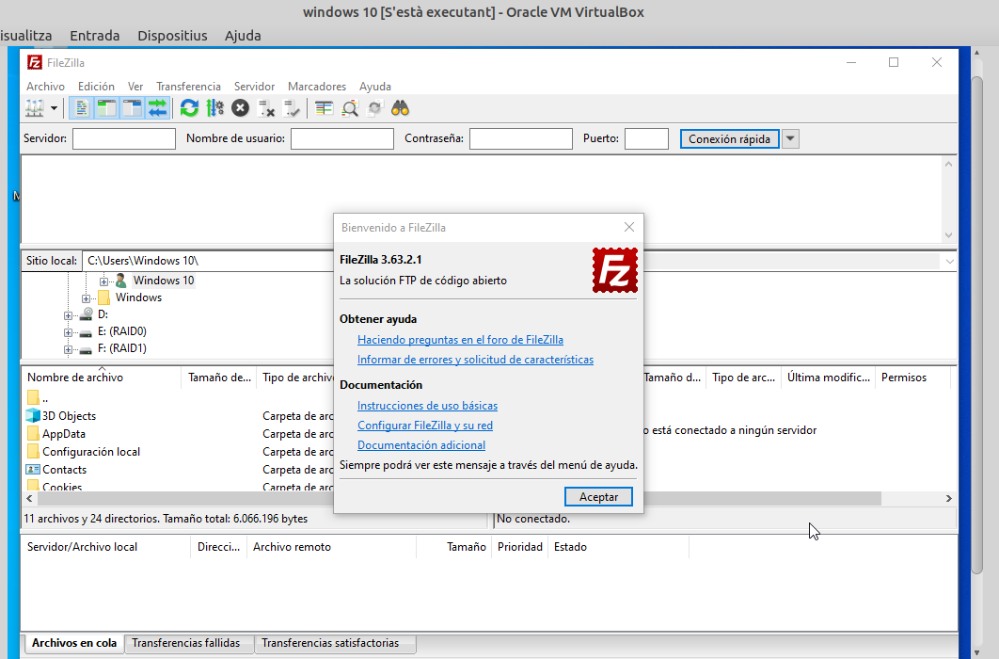 windows 10 [S'està executant] - Oracle VM VirtualBox
isualitza Entrada Dispositius Ajuda
FileZilla
Archivo Edición Ver Transferencia Servidor Marcadores Ayuda
Servidor: Nombre de usuario: Contraseña: Puerto: Conexión rápida
Bienvenido a FileZilla
FileZilla 3.63.2.1
La solución FTP de código abierto
Obtener ayuda
Haciendo preguntas en el foro de FileZilla
Informar de errores y solicitud de características
Documentación
Instrucciones de uso básicas
Configurar FileZilla y su red
Documentación adicional
Siempre podrá ver este mensaje a través del menú de ayuda.
Aceptar
Sitio local: C:\Users\Windows 10\
Windows 10
Windows
D:
E: (RAID0)
F: (RAID1)
Nombre de archivo Tamaño de... Tipo de archiv
Tamaño d... Tipo de arc... Última modific... Permisos
..
3D Objects Carpeta de arc
AppData Carpeta de arc
Configuración local Carpeta de arc
Contacts Carpeta de arc
Cookies Carpeta de arc
o está conectado a ningún servidor
11 archivos y 24 directorios. Tamaño total: 6.066.196 bytes
No conectado.
Servidor/Archivo local Direcci... Archivo remoto Tamaño Prioridad Estado
Archivos en cola Transferencias fallidas Transferencias satisfactorias